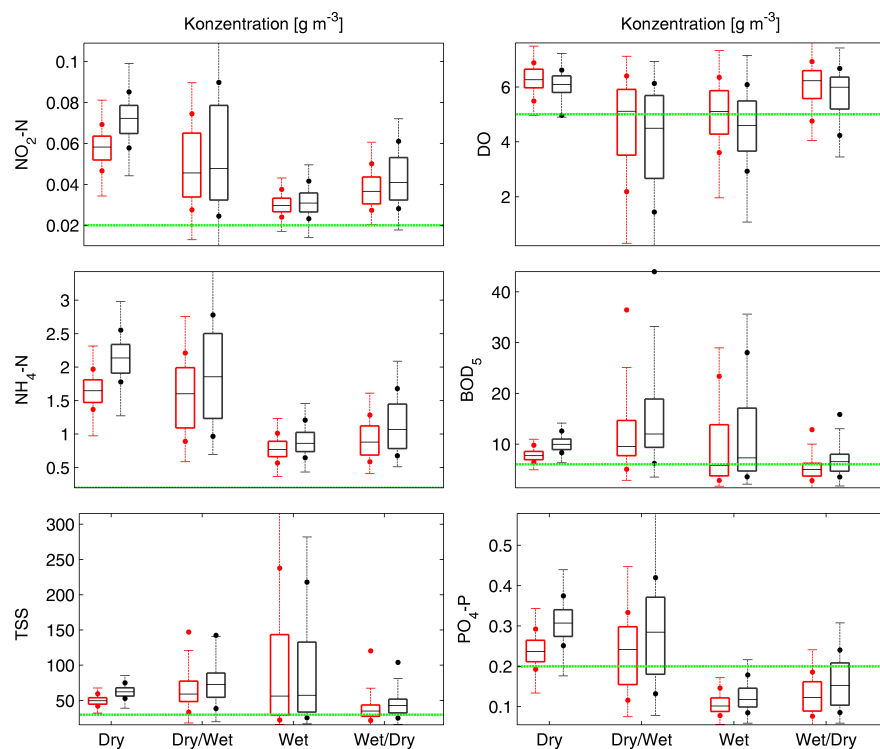 Konzentration [g m⁻³]
Konzentration [g m⁻³]
NO₂-N
0.1
0.08
0.06
0.04
0.02
DO
6
4
2
NH₄-N
3
2.5
2
1.5
1
0.5
BOD₅
40
30
20
10
TSS
300
250
200
150
100
50
Dry
Dry/Wet
Wet
Wet/Dry
PO₄-P
0.5
0.4
0.3
0.2
0.1
Dry
Dry/Wet
Wet
Wet/Dry